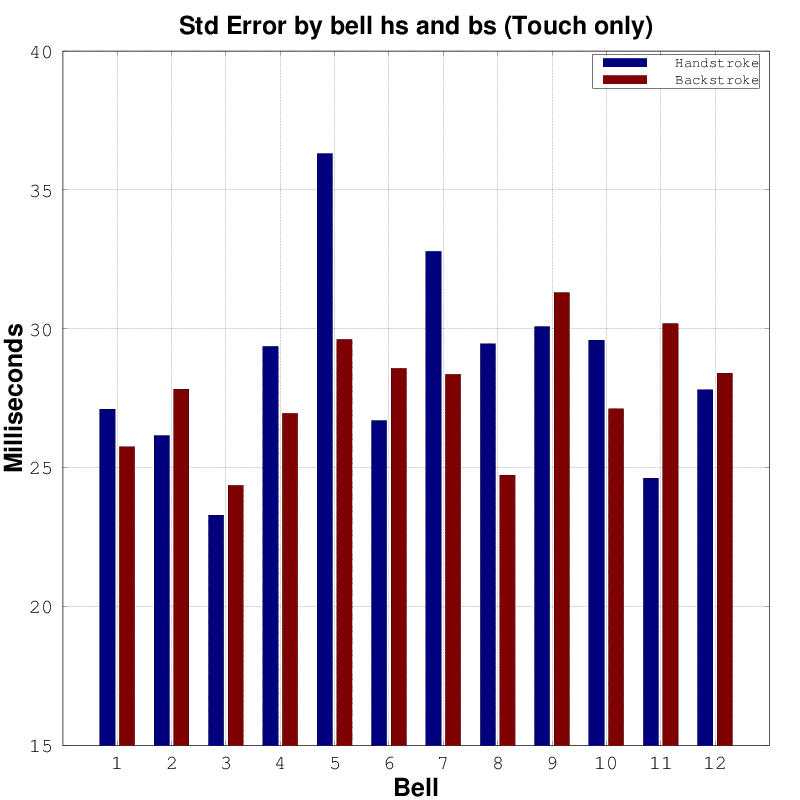 Std Error by bell hs and bs (Touch only)
Handstroke
Backstroke
40
35
30
25
20
15
Milliseconds
1 2 3 4 5 6 7 8 9 10 11 12
Bell